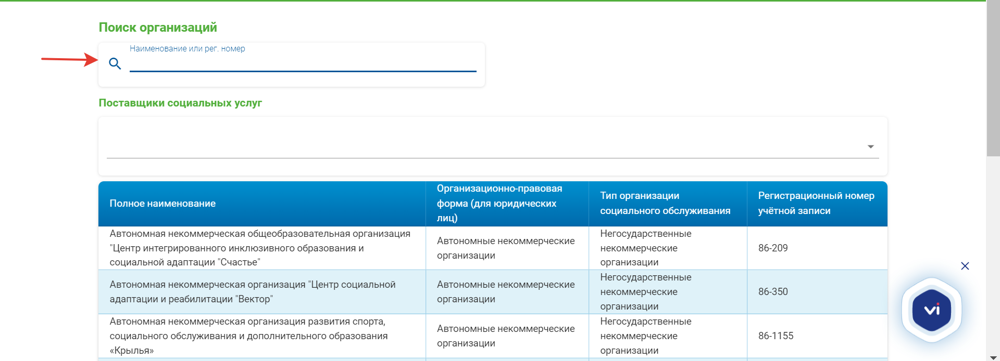 Поиск организаций
Наименование или рег. номер
Поставщики социальных услуг
Полное наименование
Организационно-правовая
форма (для юридических
лиц)
Тип организации
социального обслуживания
Регистрационный номер
учётной записи
Автономная некоммерческая общеобразовательная организация
"Центр интегрированного инклюзивного образования и
социальной адаптации "Счастье"
Автономные некоммерческие
организации
Негосударственные
некоммерческие
организации
86-209
Автономная некоммерческая организация "Центр социальной
адаптации и реабилитации "Вектор"
Автономные некоммерческие
организации
Негосударственные
некоммерческие
организации
86-350
Автономная некоммерческая организация развития спорта,
социального обслуживания и дополнительного образования
«Крылья»
Автономные некоммерческие
организации
Негосударственные
некоммерческие
организации
86-1155
vi